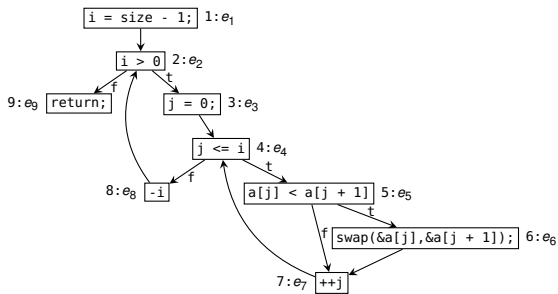 i = size - 1; 1:e₁
i > 0 2:e₂
f t
9:e₉ return; j = 0; 3:e₃
j <= i 4:e₄
f t
8:e₈ -i a[j] < a[j + 1] 5:e₅
f t
swap(&a[j],&a[j + 1]); 6:e₆
7:e₇ ++j